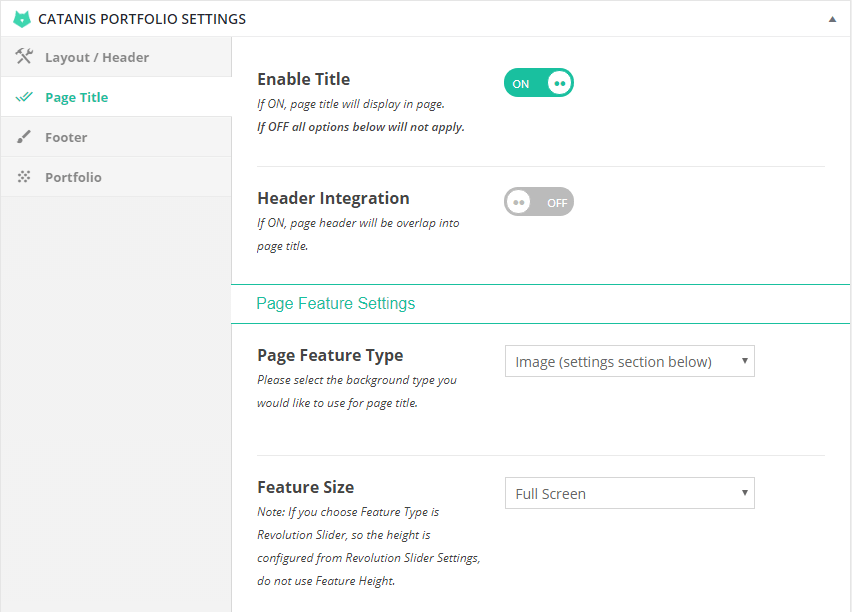 CATANIS PORTFOLIO SETTINGS
Layout / Header
Page Title
Footer
Portfolio
Enable Title
If ON, page title will display in page.
If OFF all options below will not apply.
ON
Header Integration
If ON, page header will be overlap into
page title.
OFF
Page Feature Settings
Page Feature Type
Please select the background type you
would like to use for page title.
Image (settings section below)
Feature Size
Note: If you choose Feature Type is
Revolution Slider, so the height is
configured from Revolution Slider Settings,
do not use Feature Height.
Full Screen